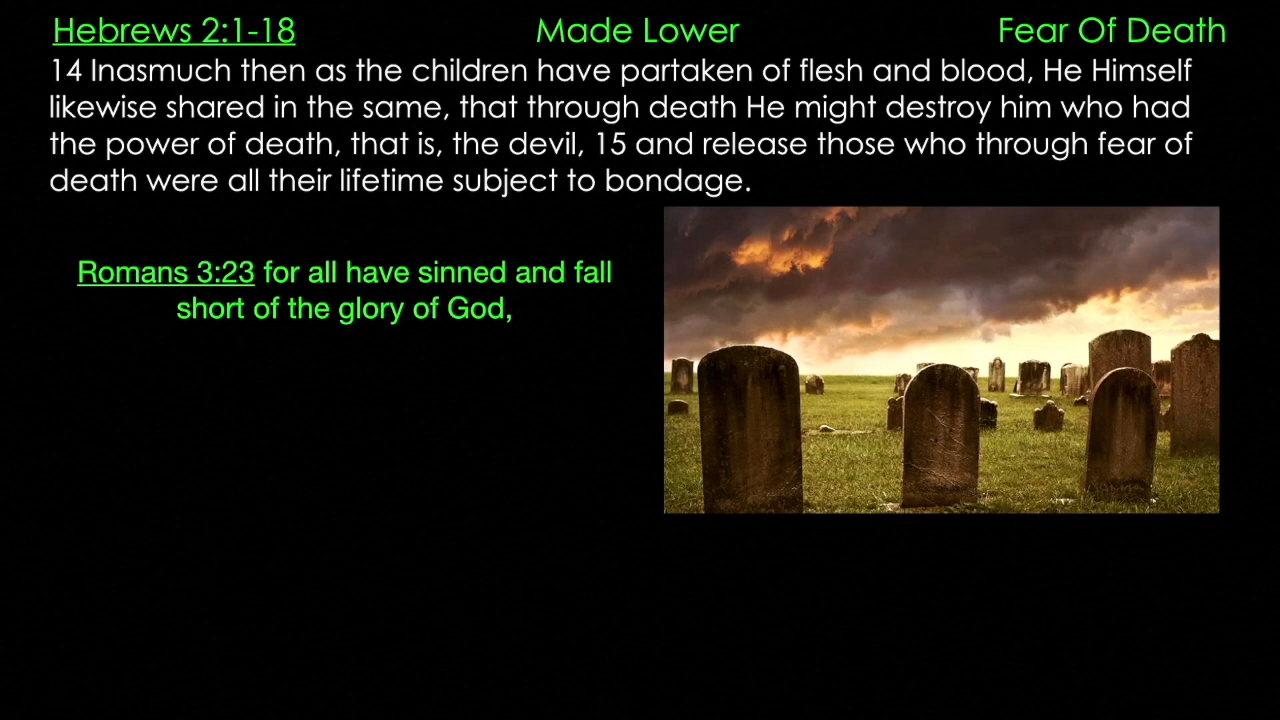 Hebrews 2:1-18 Made Lower Fear Of Death
14 Inasmuch then as the children have partaken of flesh and blood, He Himself
likewise shared in the same, that through death He might destroy him who had
the power of death, that is, the devil, 15 and release those who through fear of
death were all their lifetime subject to bondage.
Romans 3:23 for all have sinned and fall
short of the glory of God,